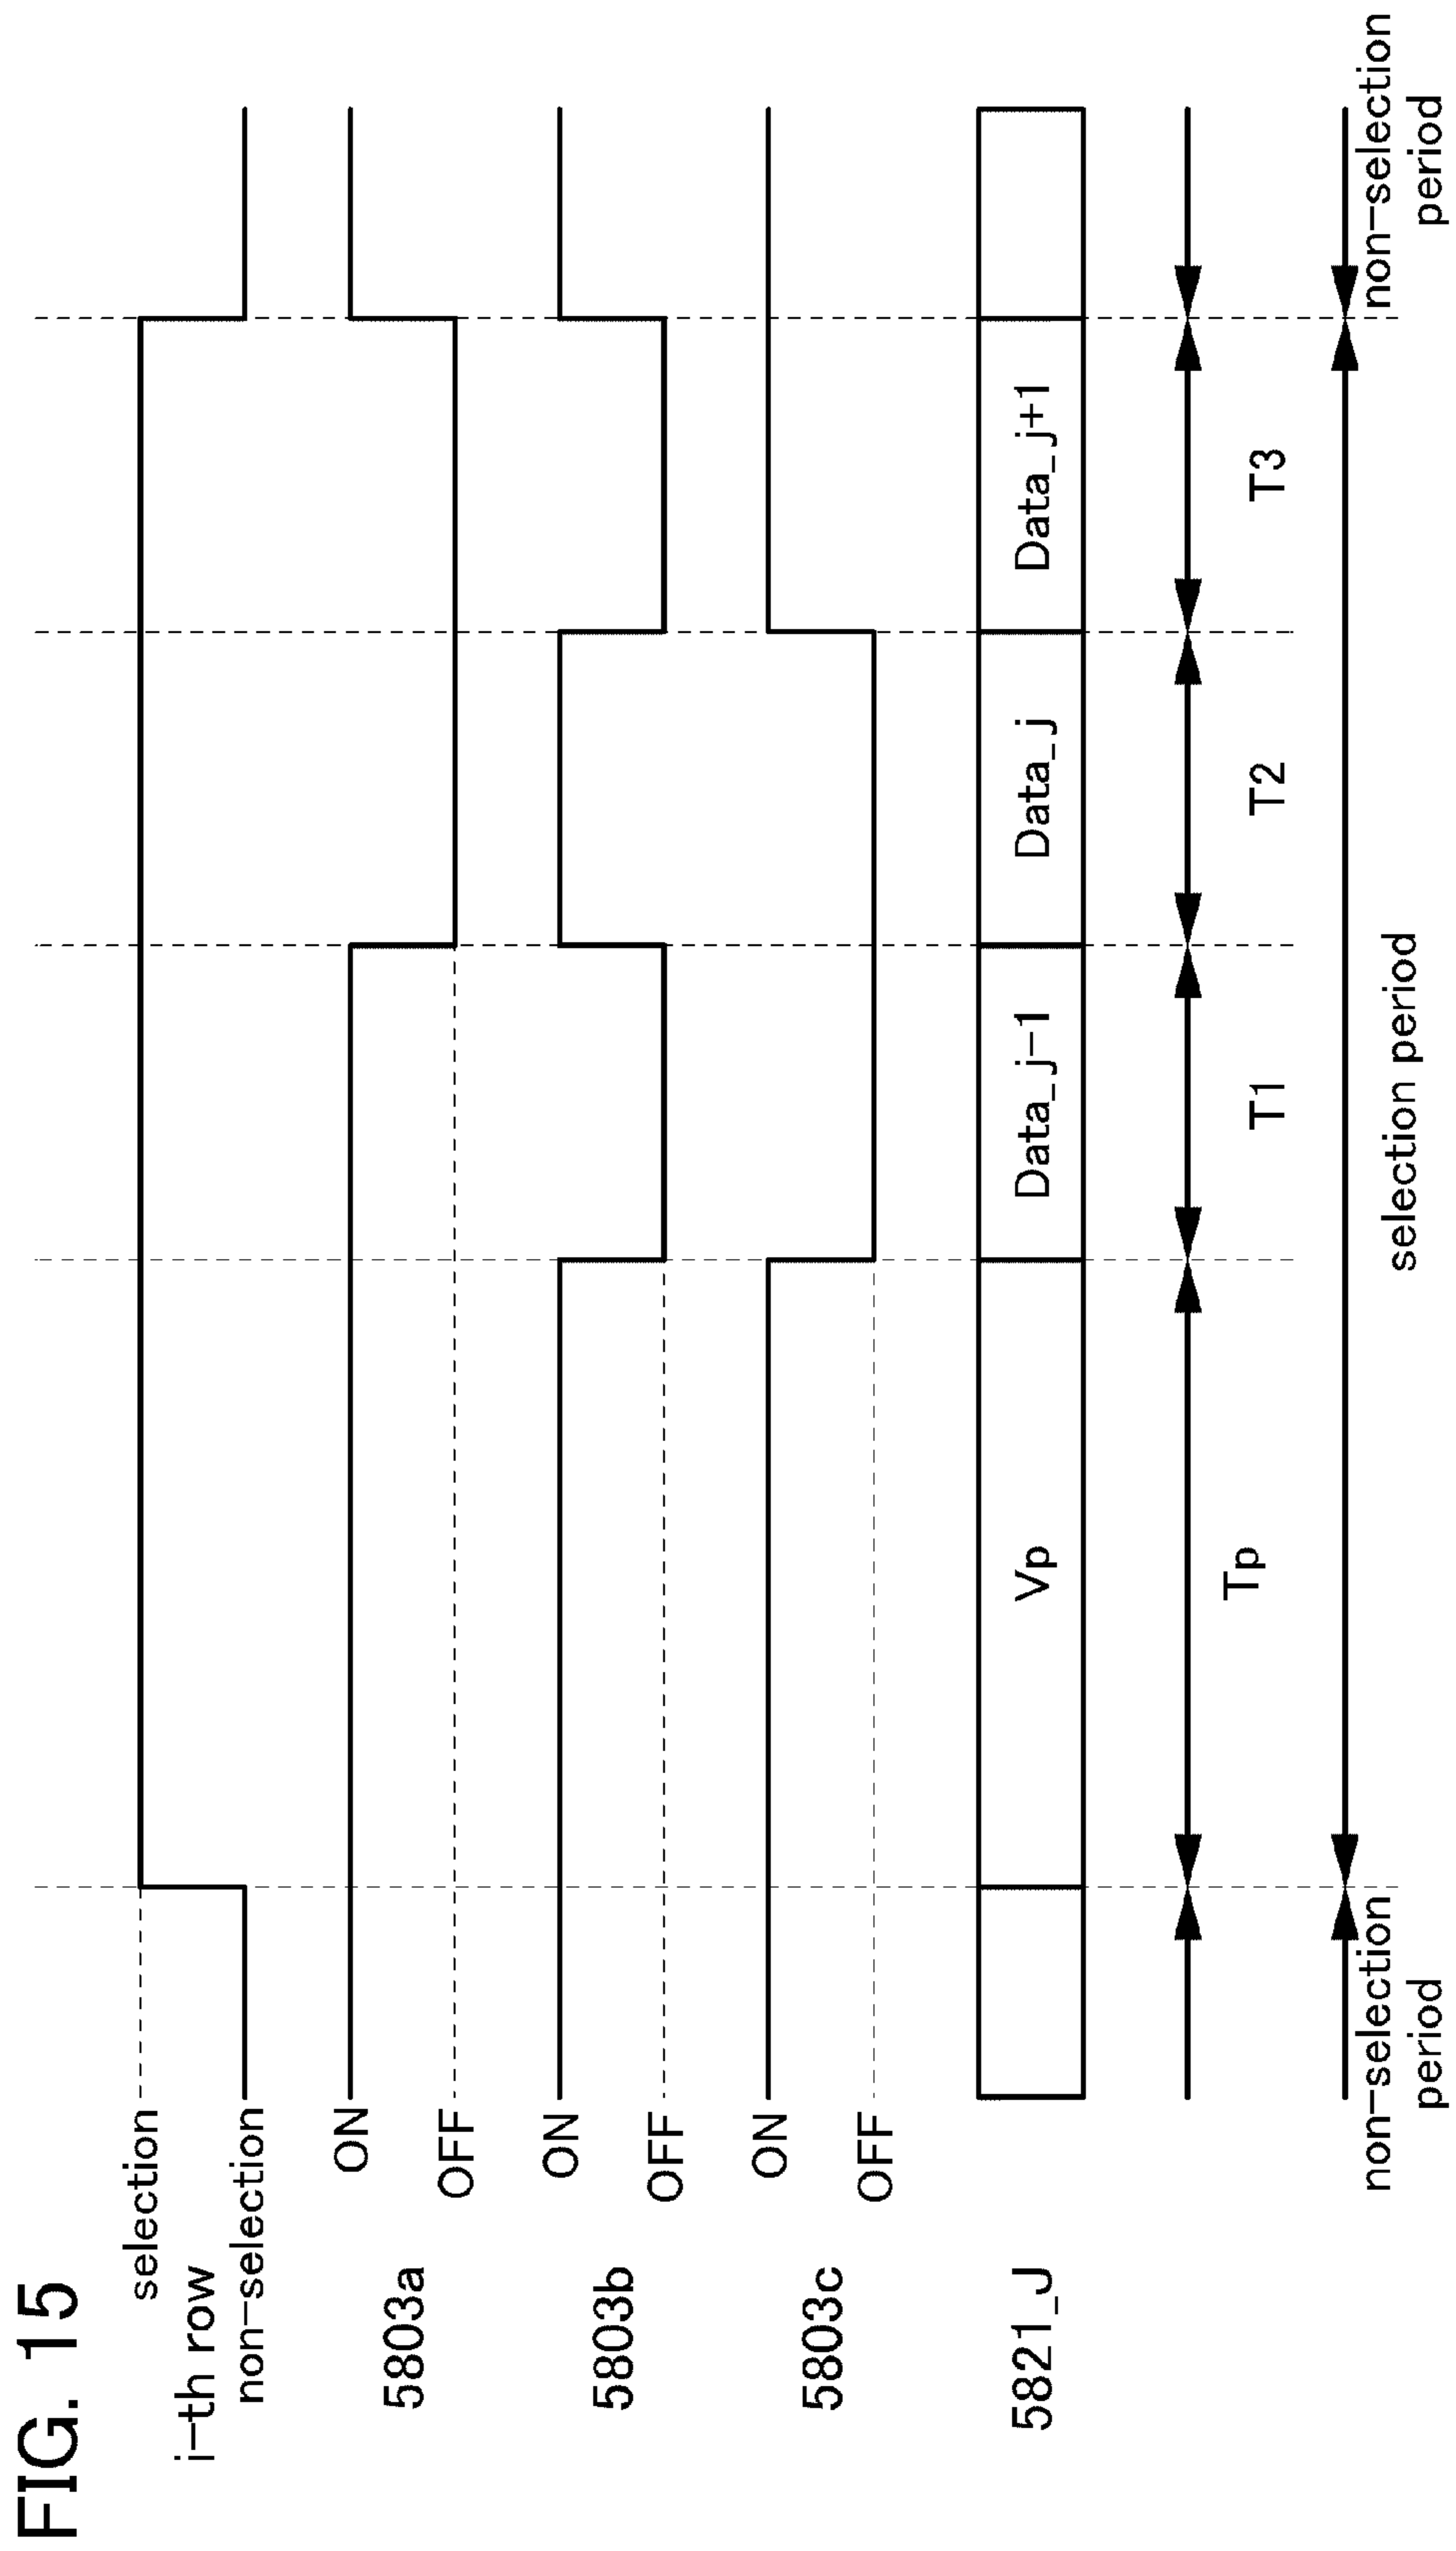 FIG. 15
selection
i-th row
non-selection
ON
5803a
OFF
ON
5803b
OFF
ON
5803c
OFF
5821_J
Vp
Data_j-1
Data_j
Data_j+1
Tp
T1
T2
T3
non-selection
period
selection period
non-selection
period